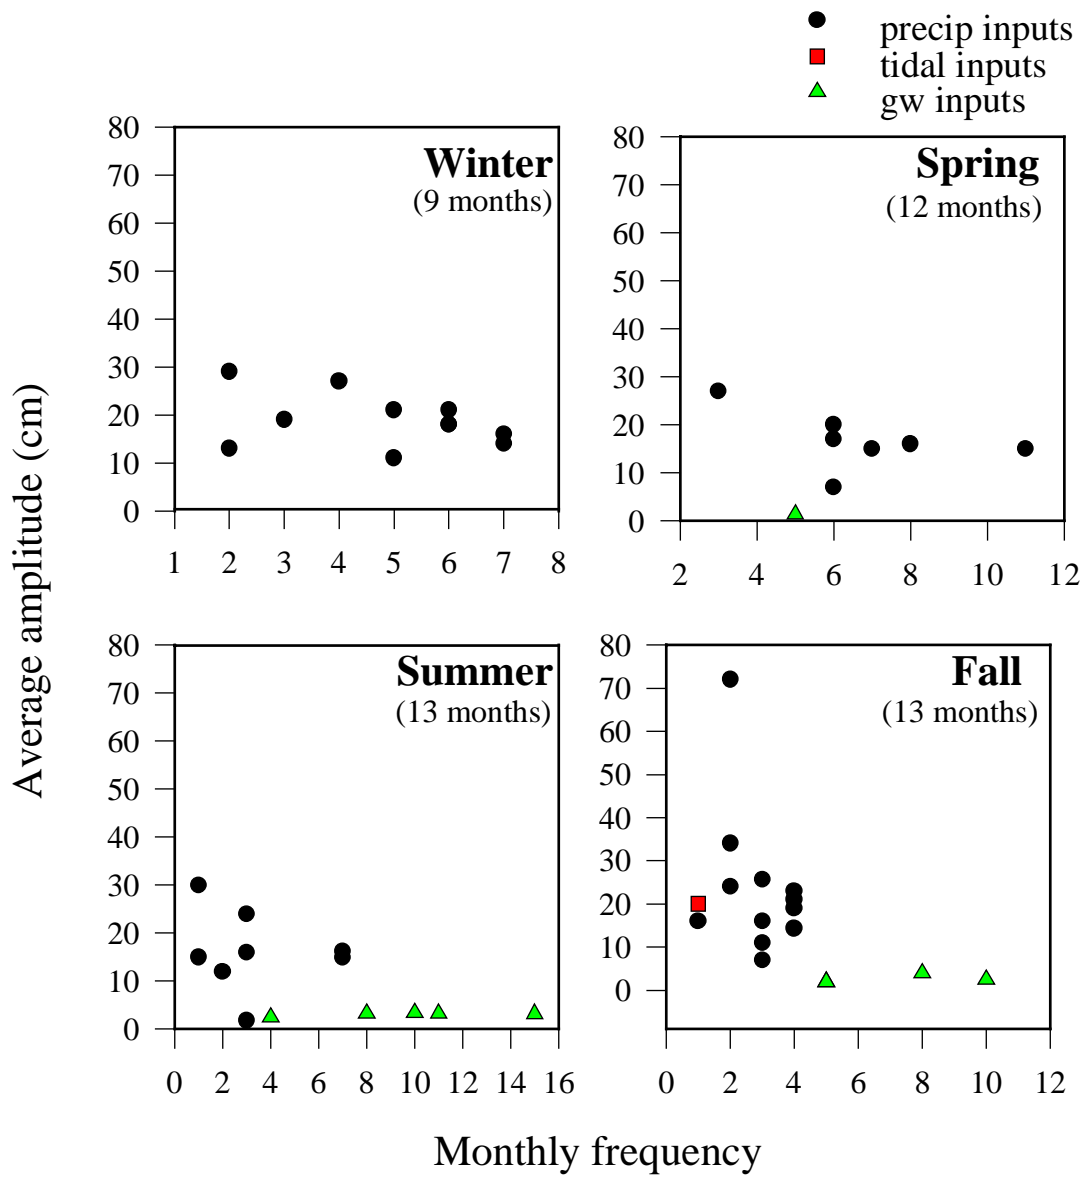 precip inputs
tidal inputs
gw inputs
Winter
(9 months)
80
70
60
50
40
30
20
10
0
1 2 3 4 5 6 7 8
Spring
(12 months)
80
70
60
50
40
30
20
10
0
2 4 6 8 10 12
Average amplitude (cm)
Summer
(13 months)
80
70
60
50
40
30
20
10
0
0 2 4 6 8 10 12 14 16
Fall
(13 months)
80
70
60
50
40
30
20
10
0
0 2 4 6 8 10 12
Monthly frequency